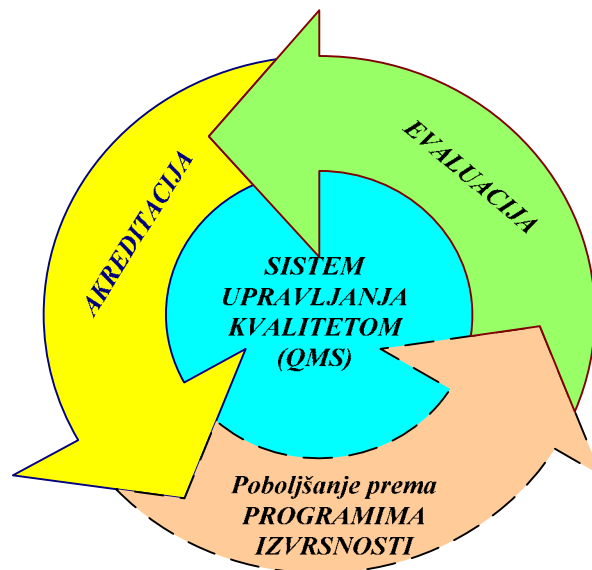 EVALUACIJA
AKREDITACIJA
SISTEM
UPRAVLJANJA
KVALITETOM
(QMS)
Poboljšanje prema
PROGRAMIMA
IZVRSNOSTI